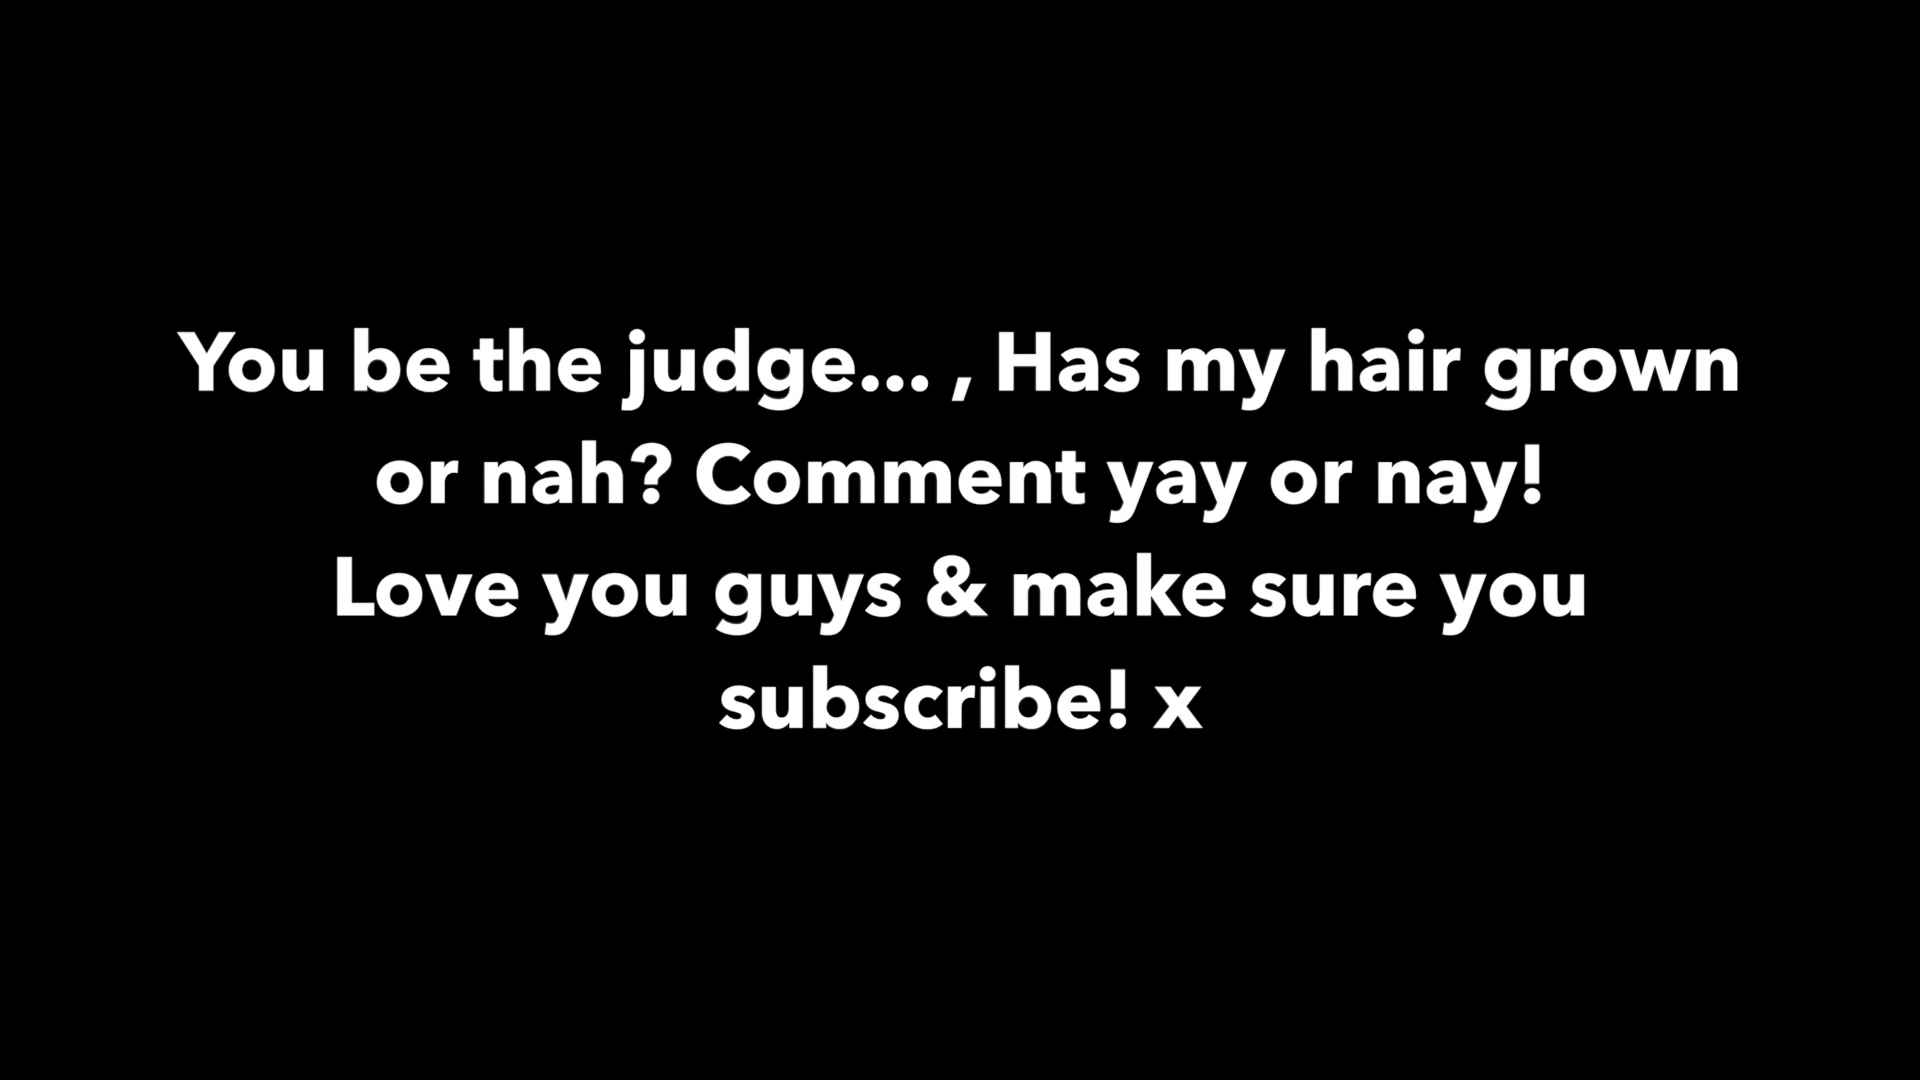 You be the judge... , Has my hair grown
or nah? Comment yay or nay!
Love you guys & make sure you
subscribe! x